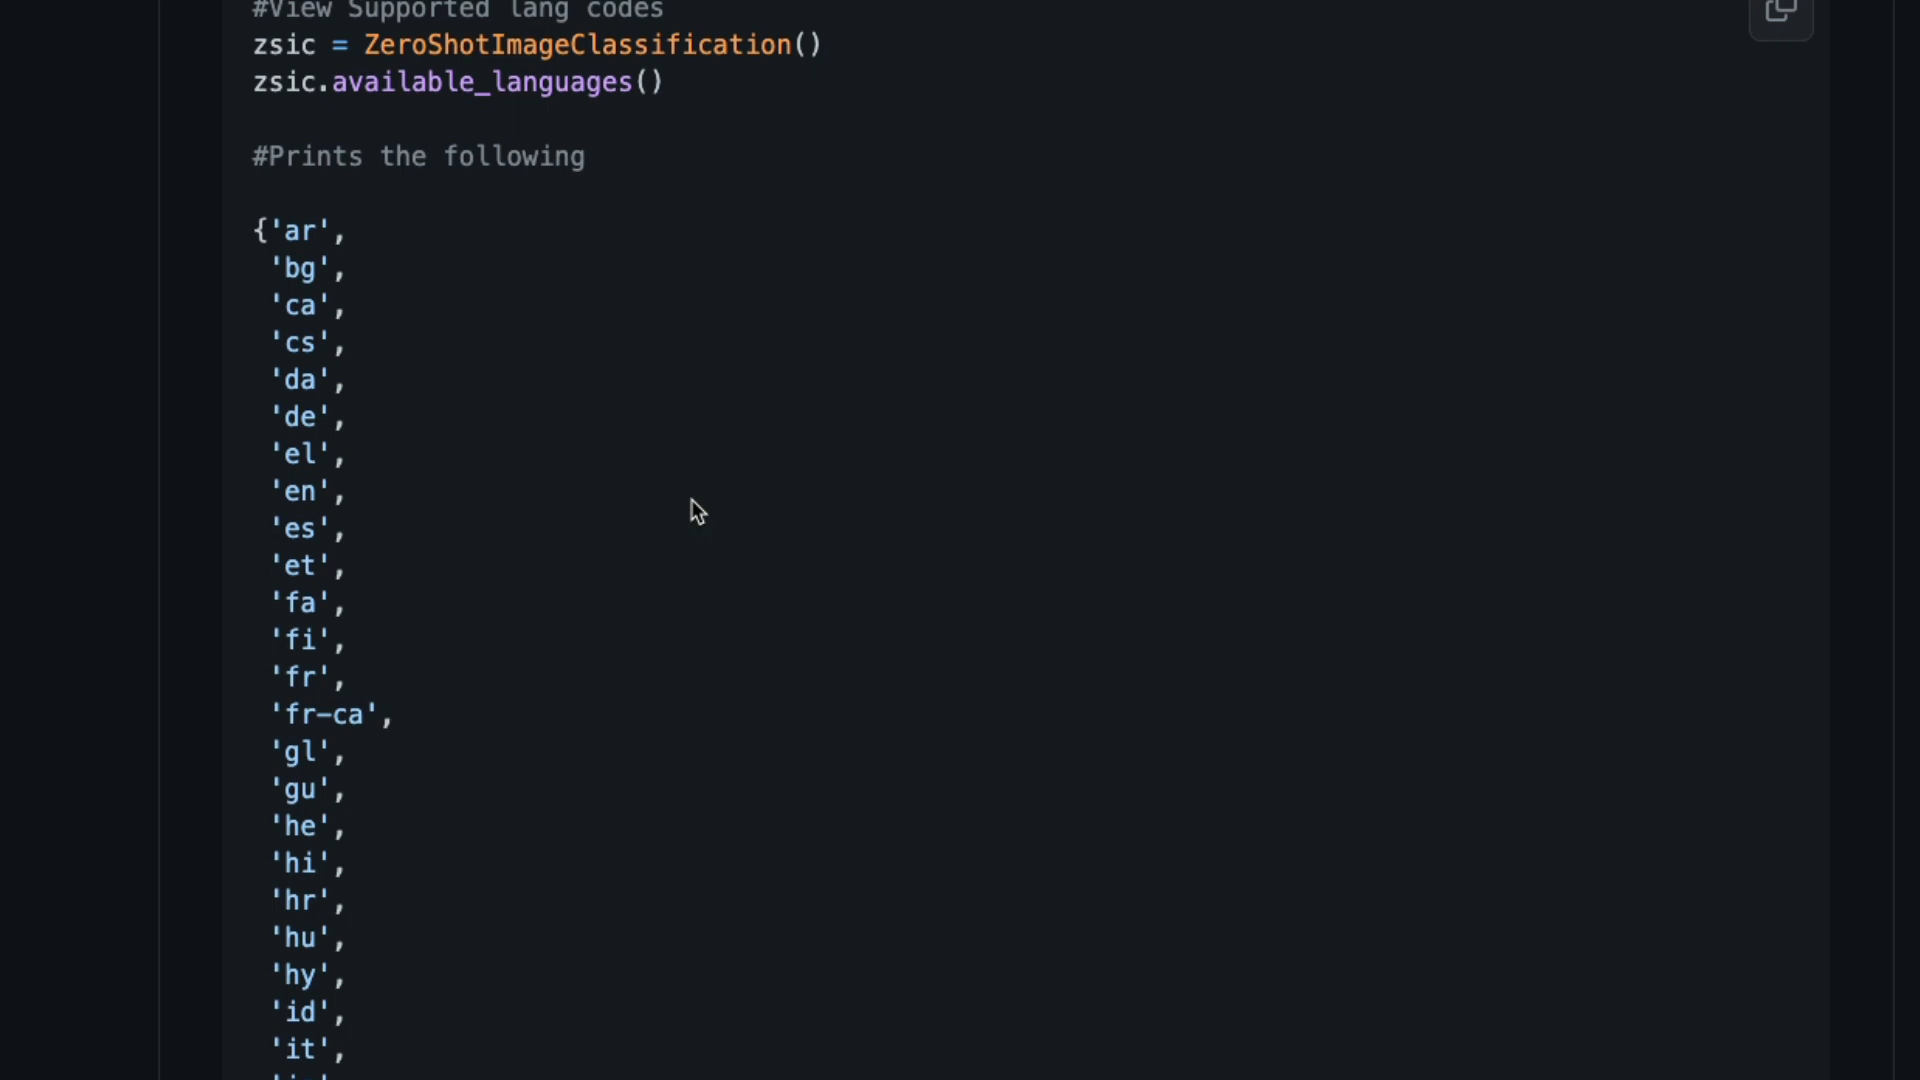 #View Supported lang codes
zsic = ZeroShotImageClassification()
zsic.available_languages()
#Prints the following
{'ar',
'bg',
'ca',
'cs',
'da',
'de',
'el',
'en',
'es',
'et',
'fa',
'fi',
'fr',
'fr-ca',
'gl',
'gu',
'he',
'hi',
'hr',
'hu',
'hy',
'id',
'it',